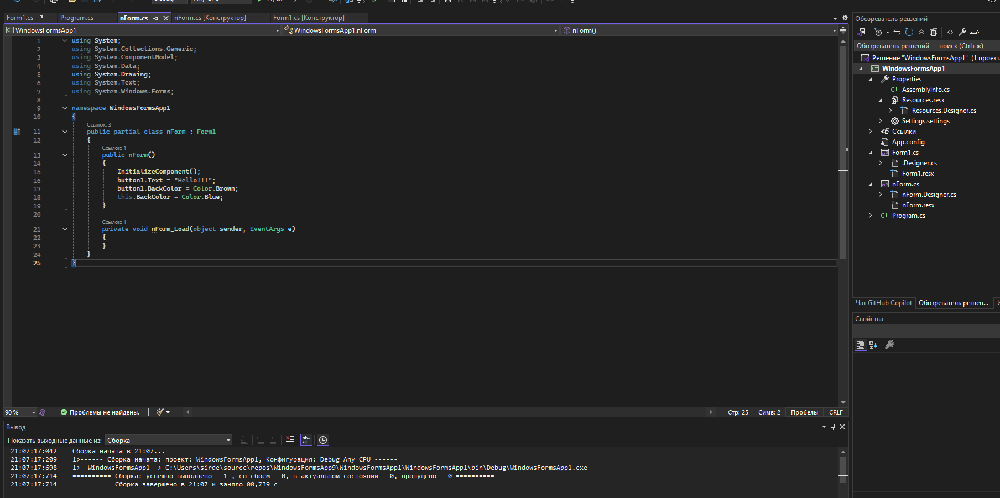 Form1.cs
Program.cs
nForm.cs
nForm.cs [Конструктор]
Form1.cs [Конструктор]
WindowsFormsApp1
WindowsFormsApp1.nForm
nForm()
1 using System;
2 using System.Collections.Generic;
3 using System.ComponentModel;
4 using System.Data;
5 using System.Drawing;
6 using System.Text;
7 using System.Windows.Forms;
8
9 namespace WindowsFormsApp1
10 {
Ссылок: 3
11 public partial class nForm : Form1
12 {
Ссылок: 1
13 public nForm()
14 {
15 InitializeComponent();
16 button1.Text = "Hello!!!";
17 button1.BackColor = Color.Brown;
18 this.BackColor = Color.Blue;
19 }
20
Ссылок: 1
21 private void nForm_Load(object sender, EventArgs e)
22 {
23 }
24 }
25 }
90 %
Проблемы не найдены.
Стр: 25
Симв: 2
Пробелы
CRLF
Вывод
Показать выходные данные из: Сборка
21:07:17:042 Сборка начата в 21:07...
21:07:17:209 1>------ Сборка начата: проект: WindowsFormsApp1, Конфигурация: Debug Any CPU ------
21:07:17:698 1> WindowsFormsApp1 -> C:\Users\sirde\source\repos\WindowsFormsApp9\WindowsFormsApp1\WindowsFormsApp1\bin\Debug\WindowsFormsApp1.exe
21:07:17:714 ========== Сборка: успешно выполнено — 1 , со сбоем — 0, в актуальном состоянии — 0, пропущено — 0 ==========
21:07:17:714 ========== Сборка завершено в 21:07 и заняло 00,739 с ==========
Обозреватель решений
Обозреватель решений — поиск (Ctrl+ж)
Решение "WindowsFormsApp1" (1 проект
WindowsFormsApp1
Properties
AssemblyInfo.cs
Resources.resx
Resources.Designer.cs
Settings.settings
Ссылки
App.config
Form1.cs
.Designer.cs
Form1.resx
nForm.cs
nForm.Designer.cs
nForm.resx
Program.cs
Чат GitHub Copilot
Обозреватель решен...
Свойства